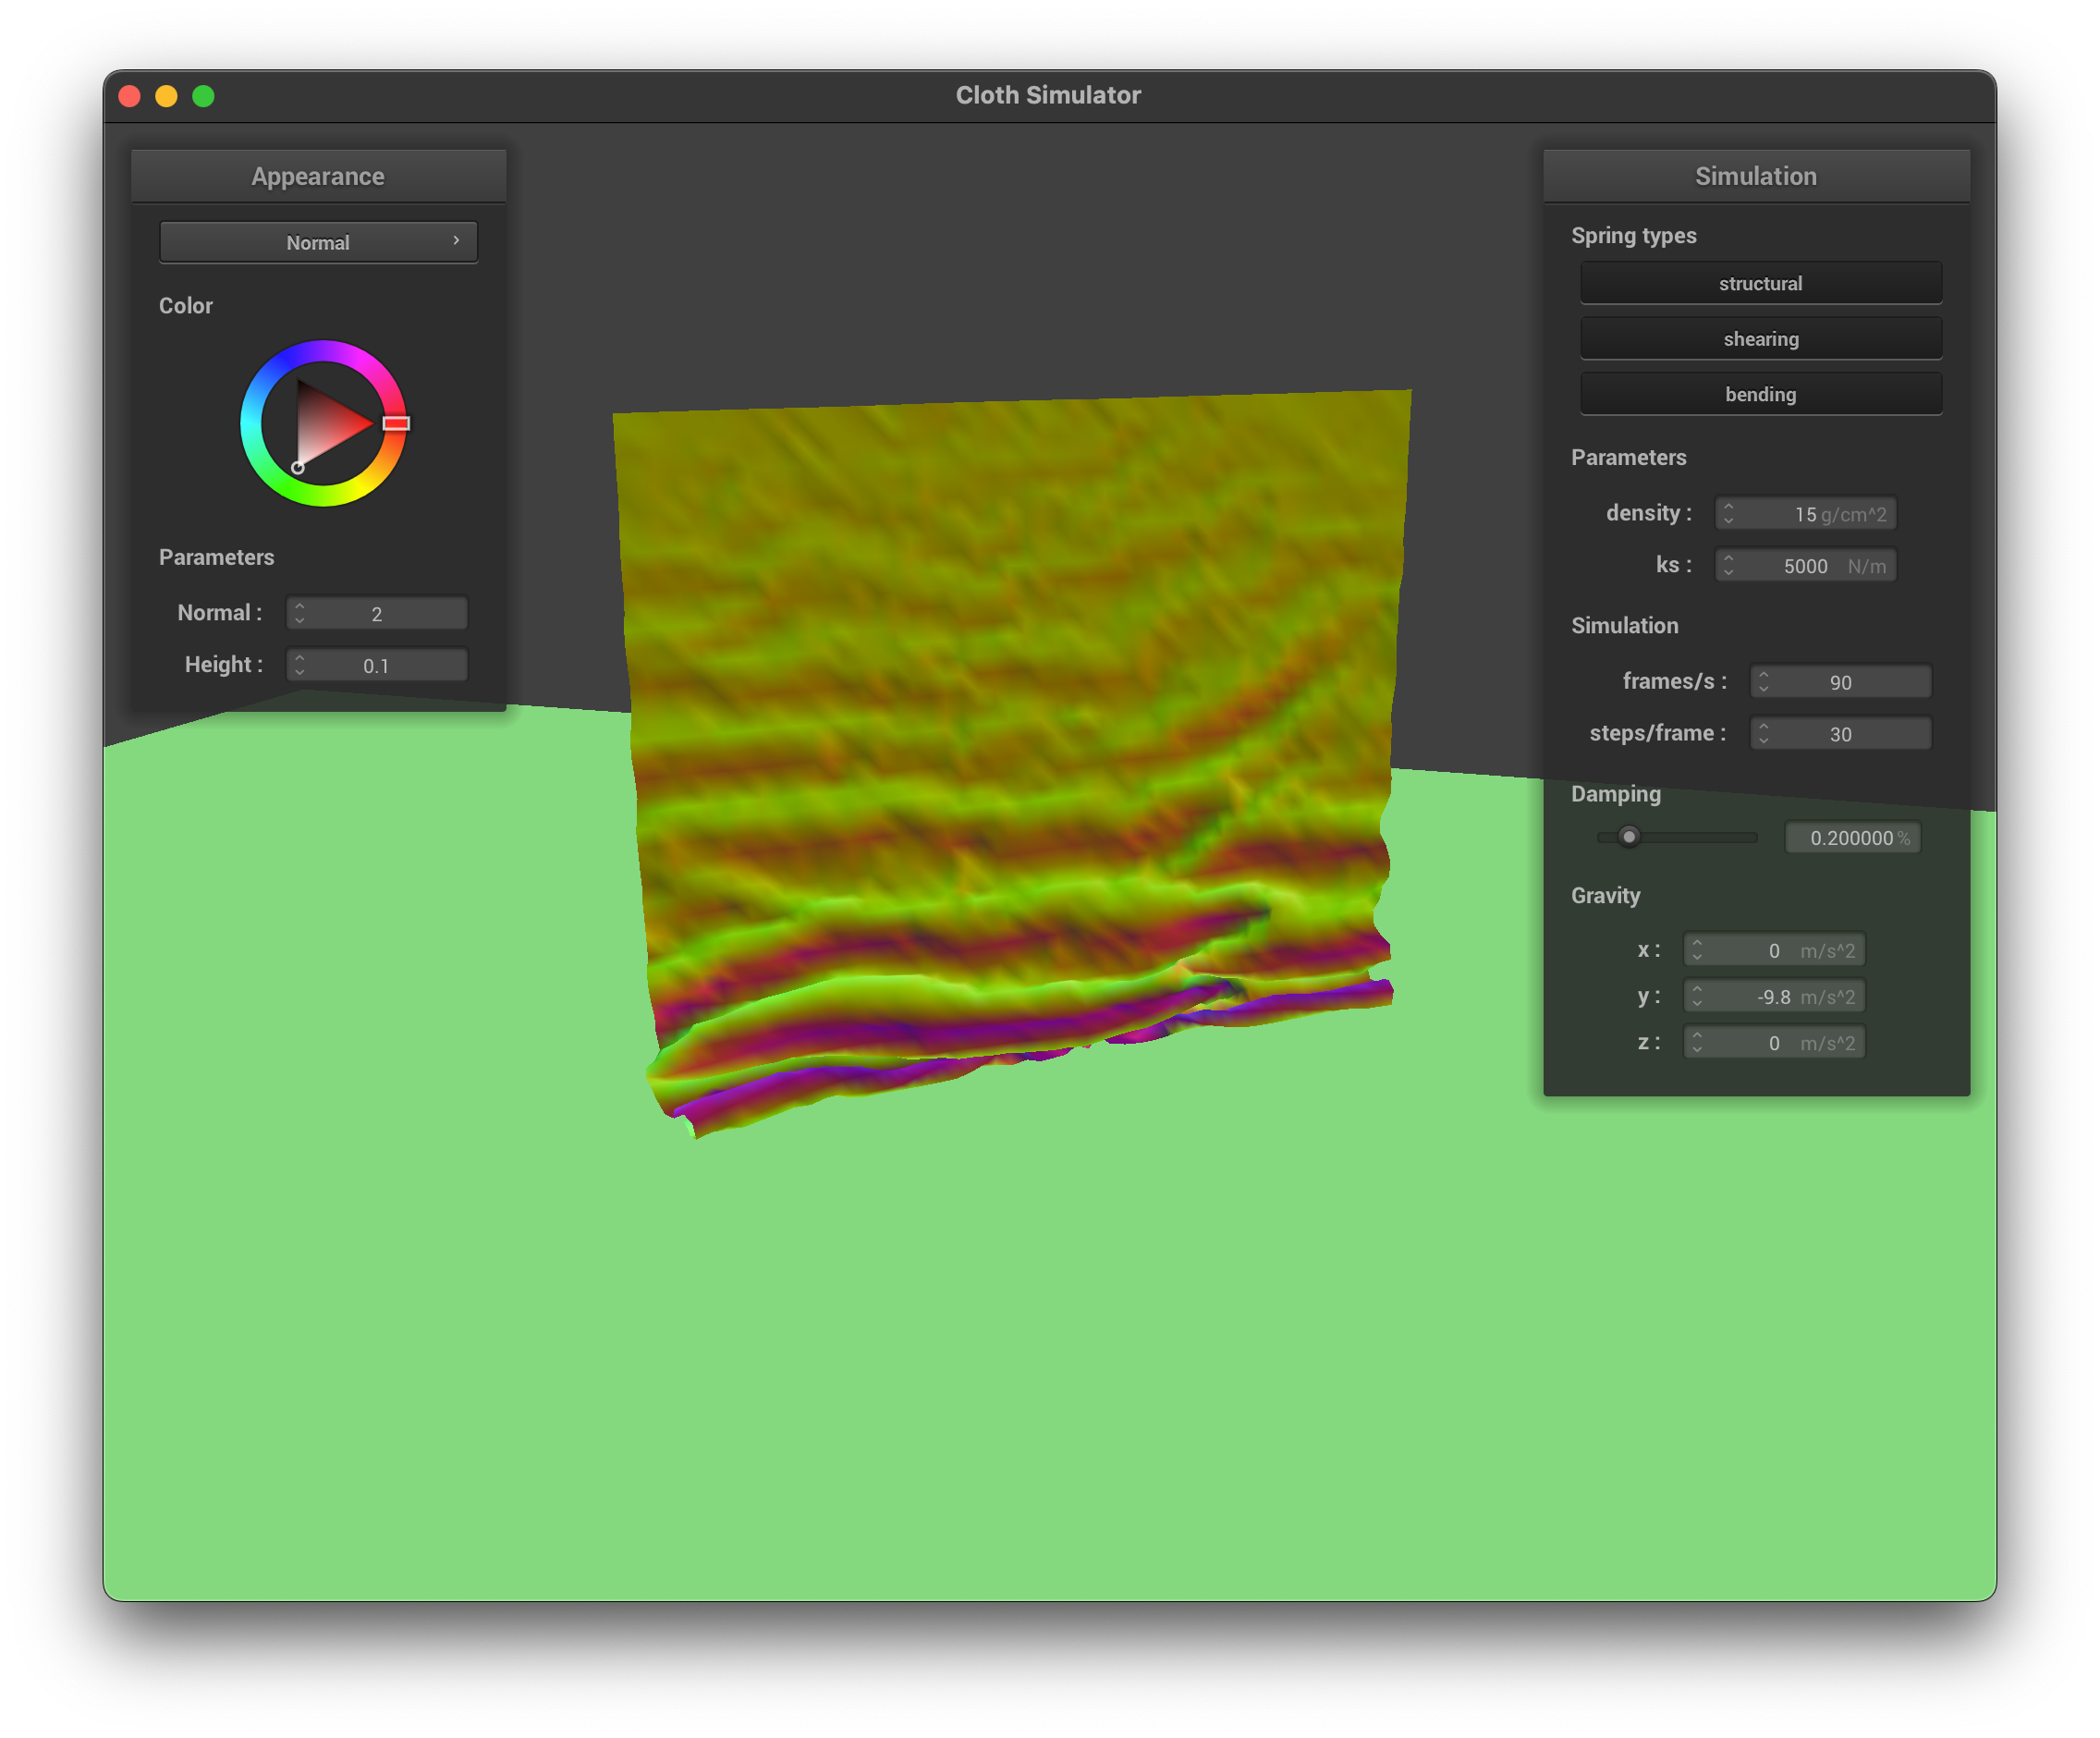 Cloth Simulator
Appearance
Normal
Color
Parameters
Normal : 2
Height : 0.1
Simulation
Spring types
structural
shearing
bending
Parameters
density : 15 g/cm^2
ks : 5000 N/m
Simulation
frames/s : 90
steps/frame : 30
Damping
0.200000 %
Gravity
x : 0 m/s^2
y : -9.8 m/s^2
z : 0 m/s^2